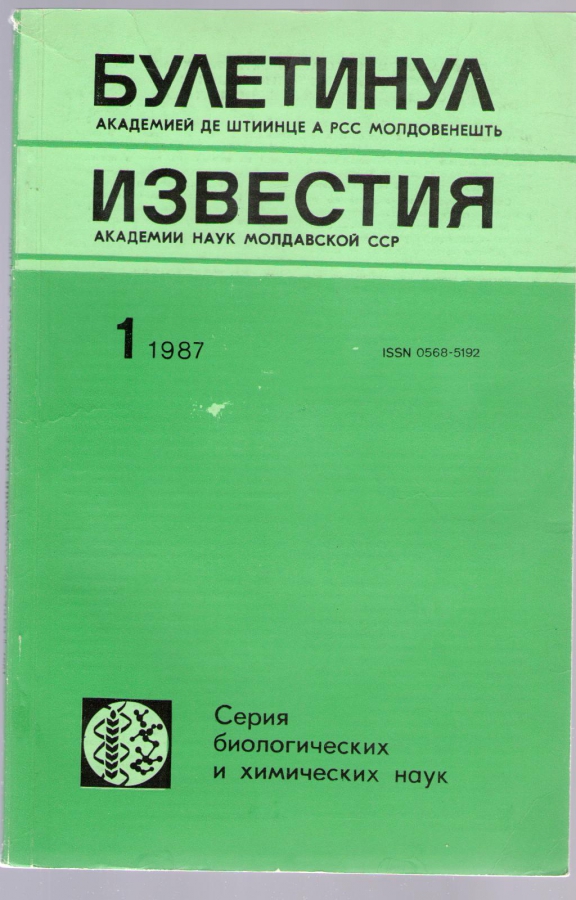 БУЛЕТИНУЛ
АКАДЕМИЕЙ ДЕ ШТИИНЦЕ А РСС МОЛДОВЕНЕШТЬ
ИЗВЕСТИЯ
АКАДЕМИИ НАУК МОЛДАВСКОЙ ССР
1 1987
ISSN 0568-5192
Серия
биологических
и химических наук